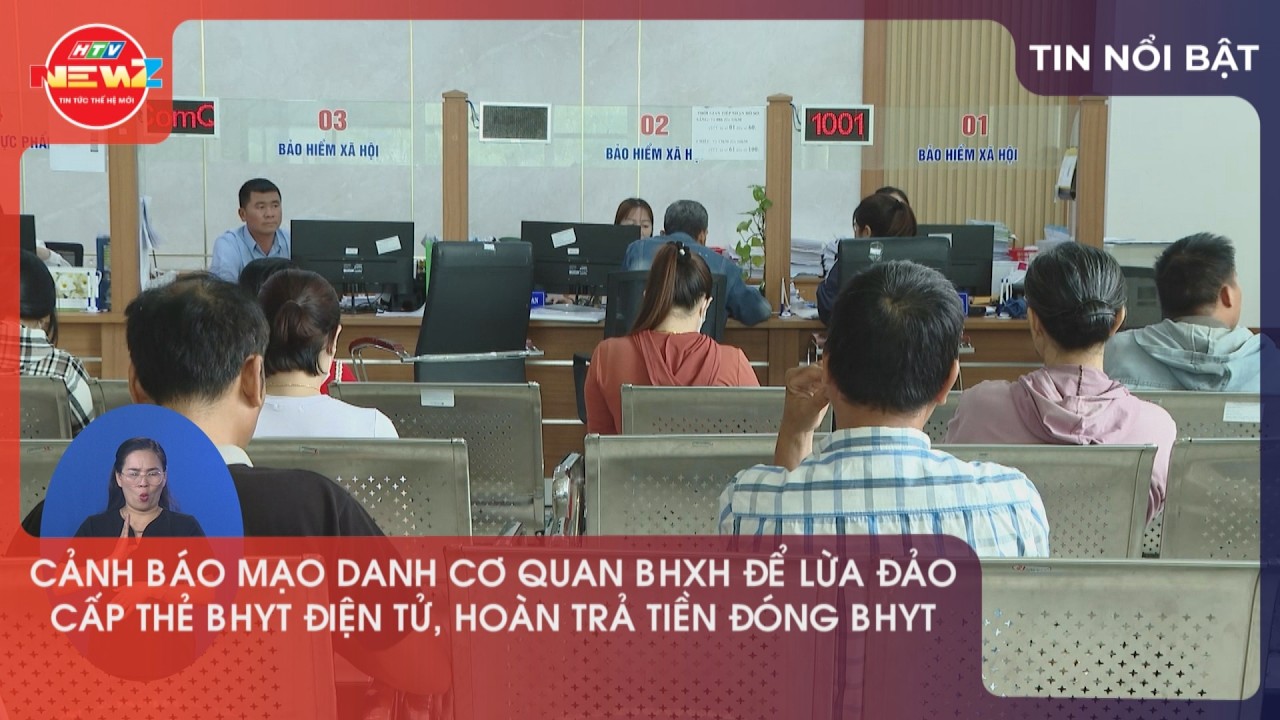 HTV
NEWZ
TIN TỨC THẾ HỆ MỚI
TIN NỔI BẬT
ComQ
03
BẢO HIỂM XÃ HỘI
02
BẢO HIỂM XÃ H
1001
01
BẢO HIỂM XÃ HỘI
CẢNH BÁO MẠO DANH CƠ QUAN BHXH ĐỂ LỪA ĐẢO
CẤP THẺ BHYT ĐIỆN TỬ, HOÀN TRẢ TIỀN ĐÓNG BHYT